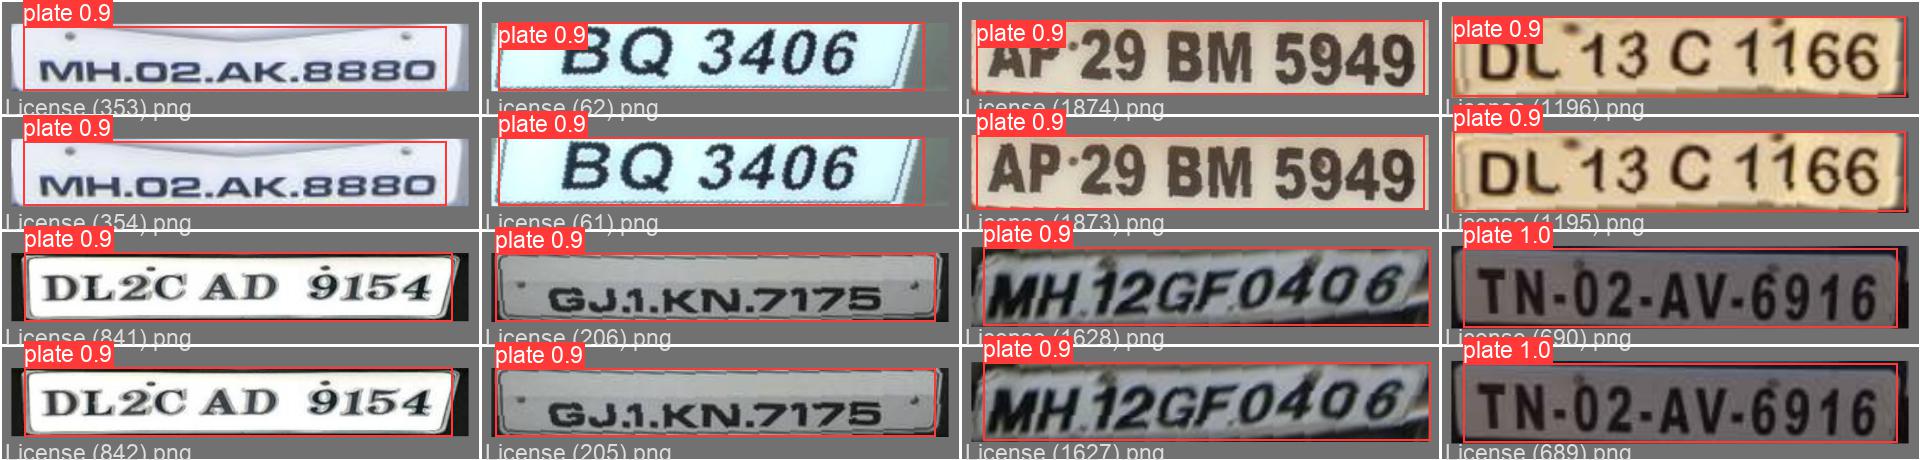 plate 0.9 plate 0.9 plate 0.9 plate 0.9
MH.02.AK.8880 BQ 3406 AP 29 BM 5949 DL 13 C 1166
License (353).png License (62).png License (1874).png License (1196).png
plate 0.9 plate 0.9 plate 0.9 plate 0.9
MH.02.AK.8880 BQ 3406 AP 29 BM 5949 DL 13 C 1166
License (354).png License (61).png License (1873).png License (1195).png
plate 0.9 plate 0.9 plate 0.9 plate 1.0
DL2C AD 9154 GJ.1.KN.7175 MH.12GF.0406 TN-02-AV-6916
License (841).png License (206).png License (1628).png License (690).png
plate 0.9 plate 0.9 plate 0.9 plate 1.0
DL2C AD 9154 GJ.1.KN.7175 MH.12GF.0406 TN-02-AV-6916
License (842).png License (205).png License (1627).png License (689).png